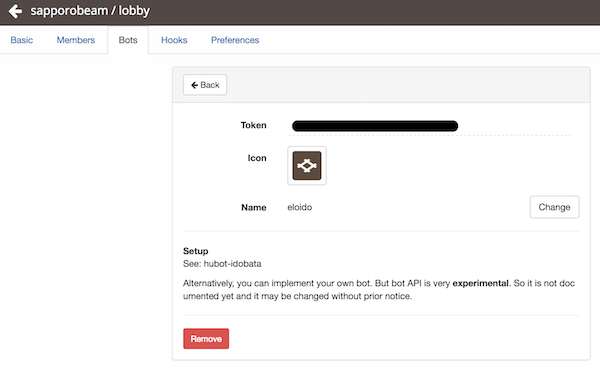 sapporobeam / lobby
Basic Members Bots Hooks Preferences
Back
Token
Icon
Name eloido Change
Setup
See: hubot-idobata
Alternatively, you can implement your own bot. But bot API is very experimental. So it is not doc
umented yet and it may be changed without prior notice.
Remove